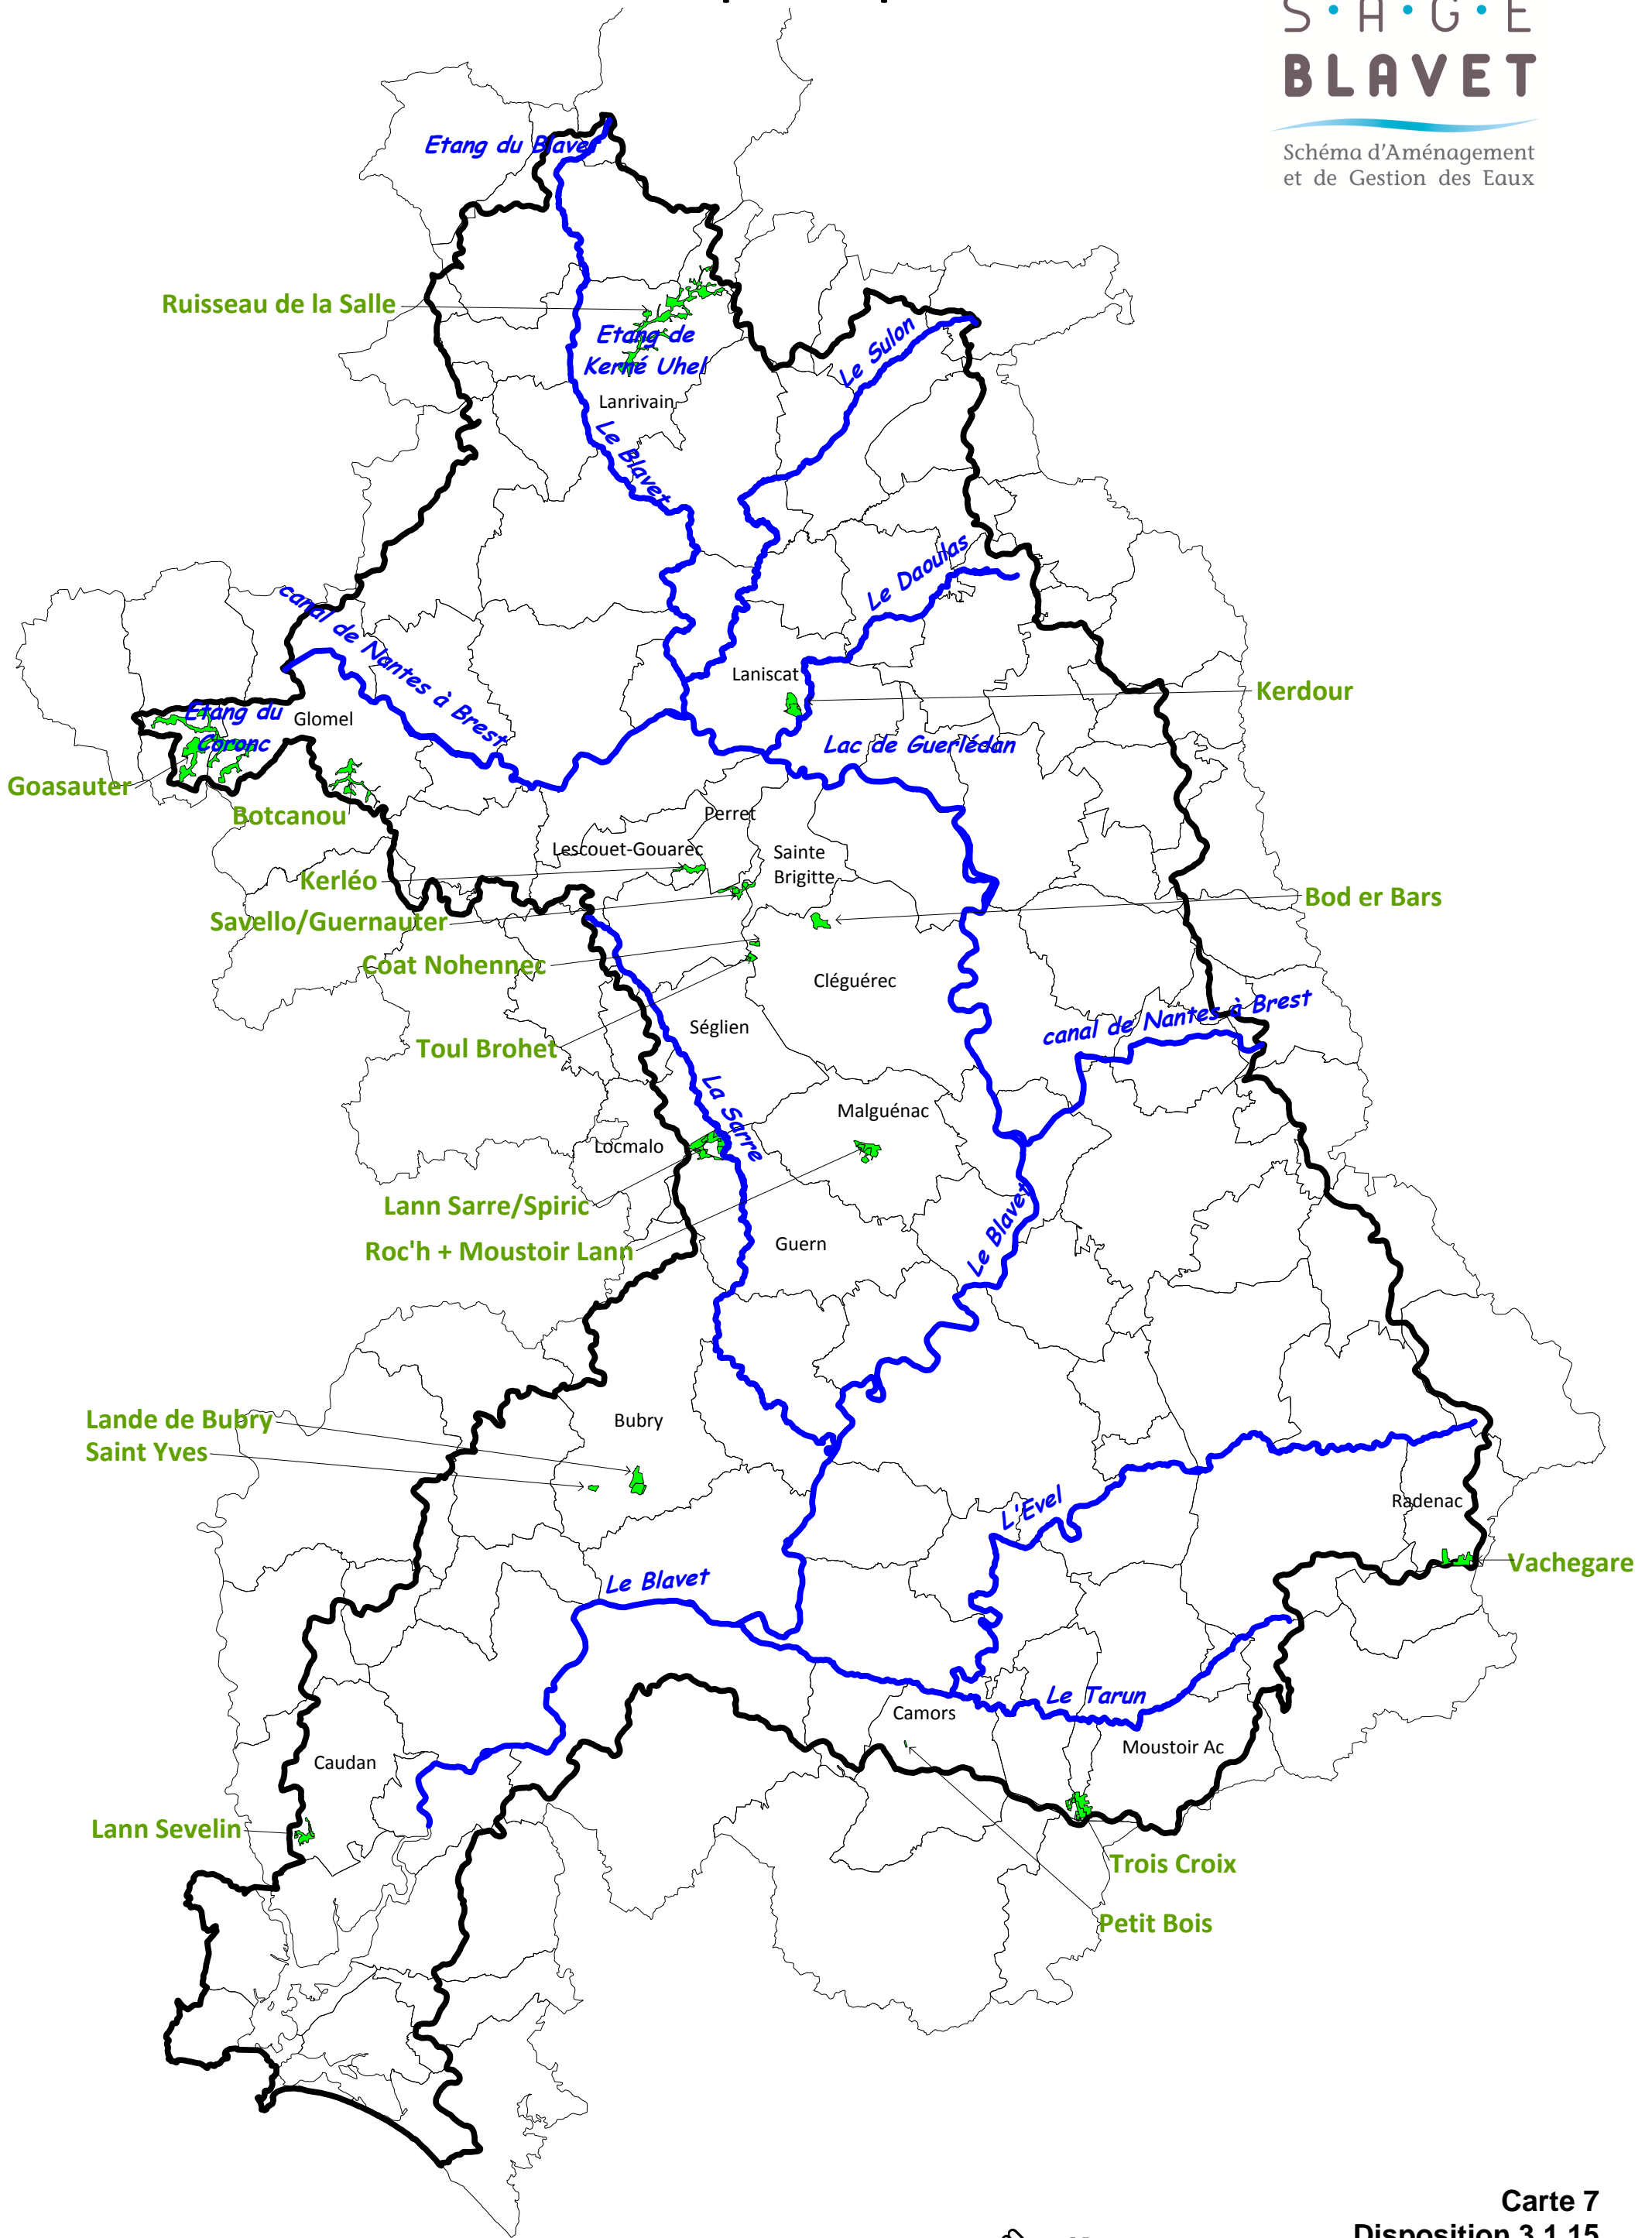 S•A•G•E
BLAVET
Schéma d'Aménagement
et de Gestion des Eaux
Etang du Blavet
Ruisseau de la Salle
Etang de
Kerné Uhel
Le Sulon
Lanrivain
Le Blavet
Le Daoulas
canal de Nantes à Brest
Laniscat
Kerdour
Etang du
Coronc
Glomel
Lac de Guerlédan
Goasauter
Botcanou
Perret
Lescouet-Gouarec
Sainte
Brigitte
Kerléo
Bod er Bars
Savello/Guernauter
Coat Nohennec
Cléguérec
canal de Nantes à Brest
Séglien
Toul Brohet
La Sarre
Malguénac
Locmalo
Lann Sarre/Spiric
Le Blavet
Guern
Roc'h + Moustoir Lann
Lande de Bubry
Bubry
Saint Yves
L'Evel
Radenac
Vachegare
Le Blavet
Le Tarun
Camors
Moustoir Ac
Caudan
Lann Sevelin
Trois Croix
Petit Bois
Carte 7
Disposition 3.1.15